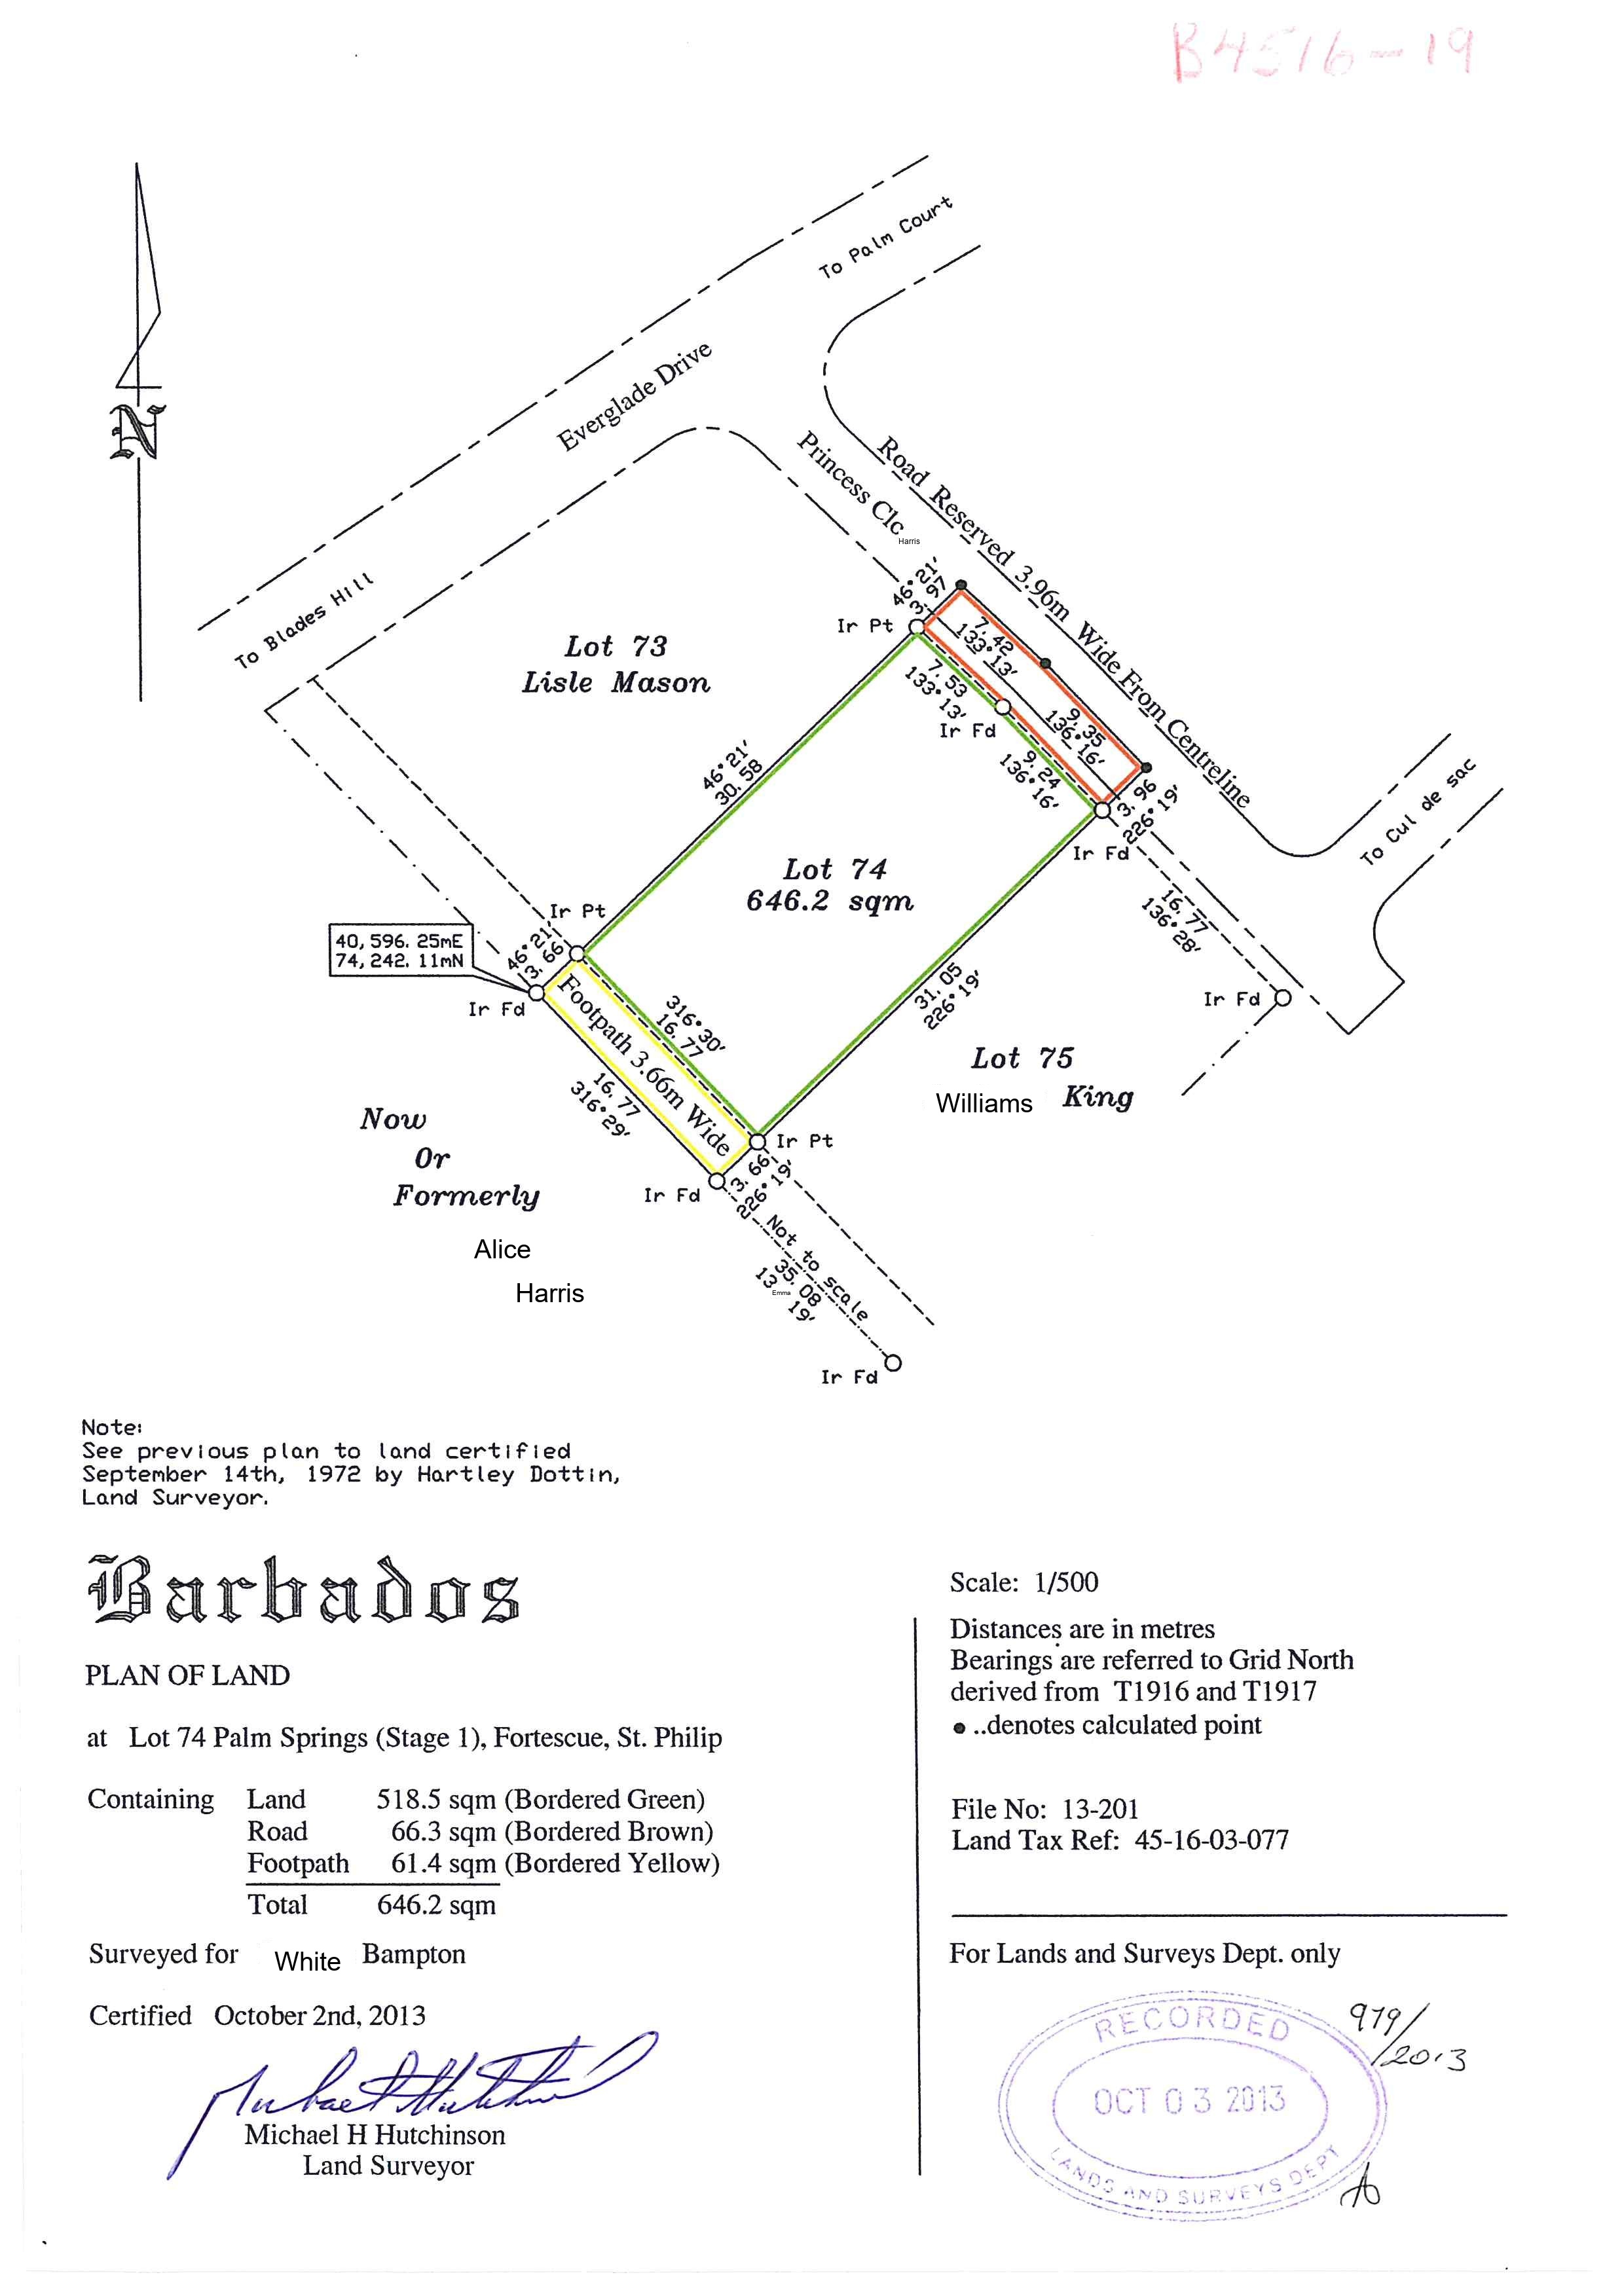 B4516-19
To Palm Court
Everglade Drive
To Blades Hill
Princess Clc
Harris
Road Reserved 3.96m Wide From Centreline
To Cul de sac
N
Lot 73
Lisle Mason
Ir Pt
46°21'
3.97
7.42
133°13'
7.53
133°13'
Ir Fd
9.35
136°16'
9.24
136°16'
3.96
226°19'
Ir Fd
46°21'
30.58
Lot 74
646.2 sqm
16.77
136°28'
Ir Fd
Ir Pt
46°21'
3.66
40,596.25mE
74,242.11mN
Ir Fd
Footpath 3.66m Wide
316°30'
16.77
16.77
316°29'
31.05
226°19'
Lot 75
Williams King
Now
Or
Formerly
Alice
Harris
Ir Pt
Ir Fd
3.66
226°19'
Not to scale
35.08
13
Emma
19'
Ir Fd
Note:
See previous plan to land certified
September 14th, 1972 by Hartley Dottin,
Land Surveyor.
Barbados
PLAN OF LAND
at Lot 74 Palm Springs (Stage 1), Fortescue, St. Philip
Containing Land 518.5 sqm (Bordered Green)
Road 66.3 sqm (Bordered Brown)
Footpath 61.4 sqm (Bordered Yellow)
Total 646.2 sqm
Surveyed for White Bampton
Certified October 2nd, 2013
Michael H Hutchinson
Land Surveyor
Scale: 1/500
Distances are in metres
Bearings are referred to Grid North
derived from T1916 and T1917
● ..denotes calculated point
File No: 13-201
Land Tax Ref: 45-16-03-077
For Lands and Surveys Dept. only
RECORDED
OCT 03 2013
LANDS AND SURVEYS DEPT
979/2013